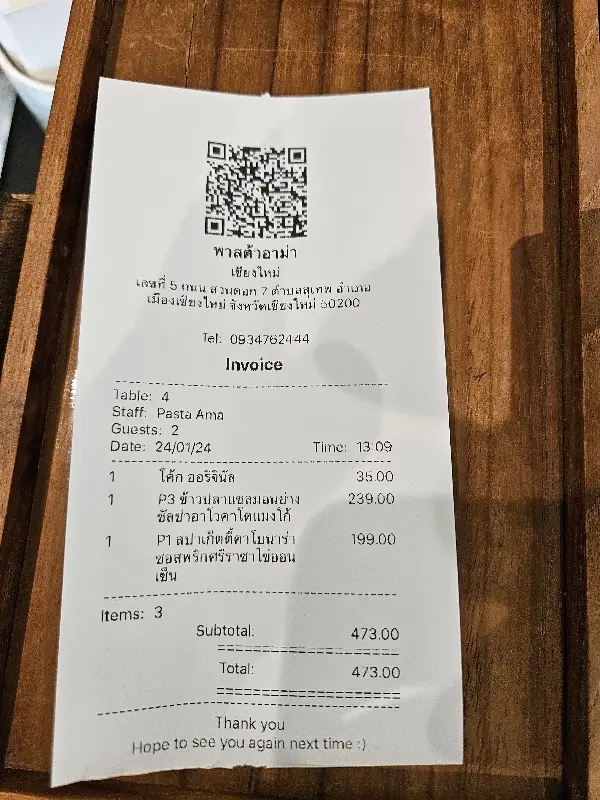 พาสต้าอาม่า
เชียงใหม่
เลขที่ 5 ถนน สวนดอก 7 ตำบลสุเทพ อำเภอ
เมืองเชียงใหม่ จังหวัดเชียงใหม่ 50200
Tel: 0934762444
Invoice
Table: 4
Staff: Pasta Ama
Guests: 2
Date: 24/01/24 Time: 13:09
1 โค้ก ออริจินัล 35.00
1 P3 ข้าวปลาแซลมอนย่าง 239.00
ซัลซ่าอาโวคาโดแมงโก้
1 P1 สปาเก็ตตี้คาโบนาร่า 199.00
ซอสพริกศรีราชาไข่ออน
เซ็น
Items: 3
Subtotal: 473.00
Total: 473.00
Thank you
Hope to see you again next time :)